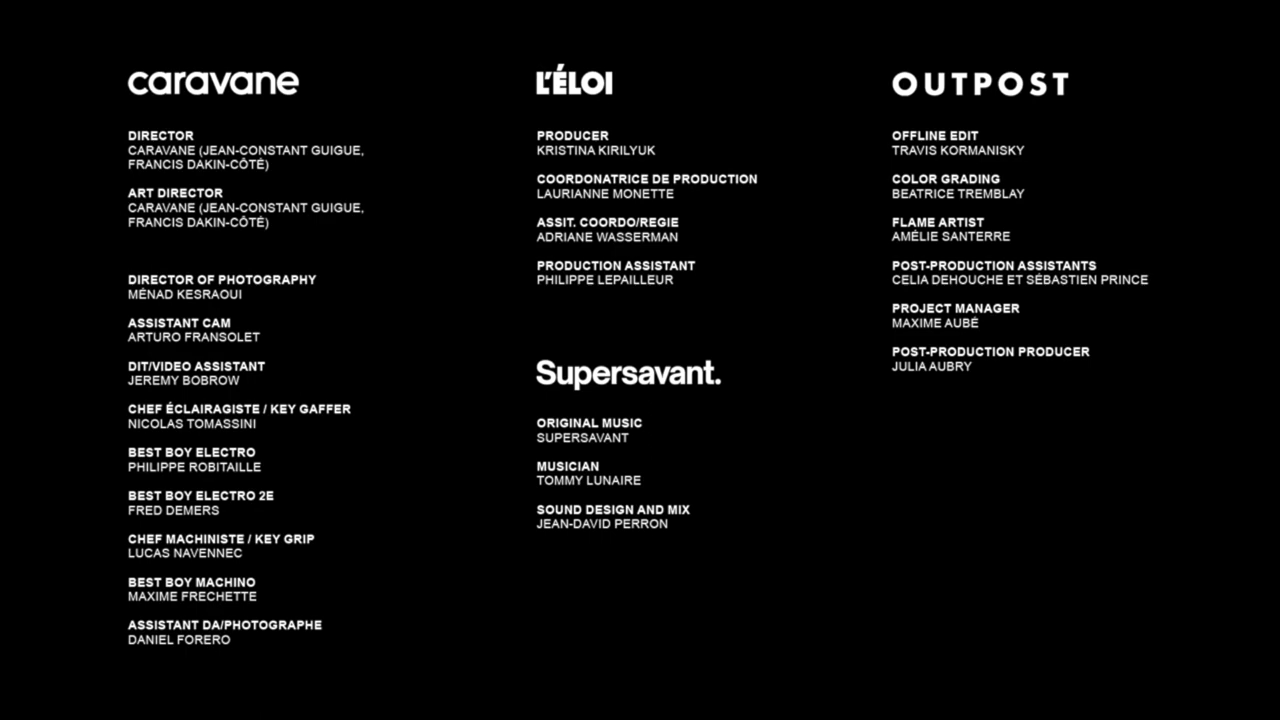 caravane
DIRECTOR
CARAVANE (JEAN-CONSTANT GUIGUE,
FRANCIS DAKIN-CÔTÉ)
ART DIRECTOR
CARAVANE (JEAN-CONSTANT GUIGUE,
FRANCIS DAKIN-CÔTÉ)
DIRECTOR OF PHOTOGRAPHY
MÉNAD KESRAOUI
ASSISTANT CAM
ARTURO FRANSOLET
DIT/VIDEO ASSISTANT
JEREMY BOBROW
CHEF ÉCLAIRAGISTE / KEY GAFFER
NICOLAS TOMASSINI
BEST BOY ELECTRO
PHILIPPE ROBITAILLE
BEST BOY ELECTRO 2E
FRED DEMERS
CHEF MACHINISTE / KEY GRIP
LUCAS NAVENNEC
BEST BOY MACHINO
MAXIME FRECHETTE
ASSISTANT DA/PHOTOGRAPHE
DANIEL FORERO
L'ÉLOI
PRODUCER
KRISTINA KIRILYUK
COORDONATRICE DE PRODUCTION
LAURIANNE MONETTE
ASSIT. COORDO/REGIE
ADRIANE WASSERMAN
PRODUCTION ASSISTANT
PHILIPPE LEPAILLEUR
Supersavant.
ORIGINAL MUSIC
SUPERSAVANT
MUSICIAN
TOMMY LUNAIRE
SOUND DESIGN AND MIX
JEAN-DAVID PERRON
OUTPOST
OFFLINE EDIT
TRAVIS KORMANISKY
COLOR GRADING
BEATRICE TREMBLAY
FLAME ARTIST
AMÉLIE SANTERRE
POST-PRODUCTION ASSISTANTS
CELIA DEHOUCHE ET SÉBASTIEN PRINCE
PROJECT MANAGER
MAXIME AUBÉ
POST-PRODUCTION PRODUCER
JULIA AUBRY